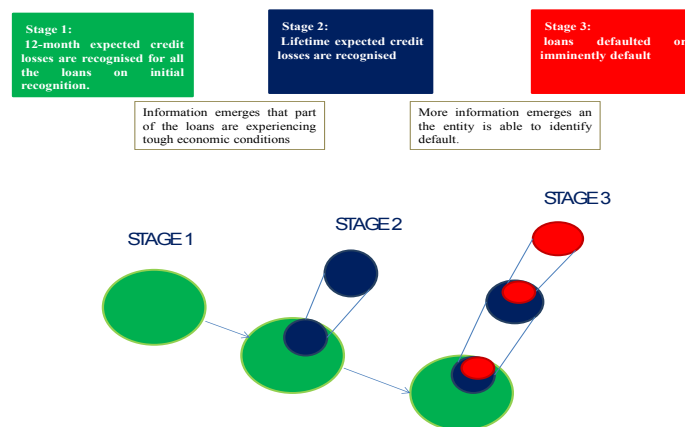 Stage 1:
12-month expected credit
losses are recognised for all
the loans on initial
recognition.
Stage 2:
Lifetime expected credit
losses are recognised
Stage 3:
loans defaulted or
imminently default
Information emerges that part
of the loans are experiencing
tough economic conditions
More information emerges an
the entity is able to identify
default.
STAGE 1
STAGE 2
STAGE 3